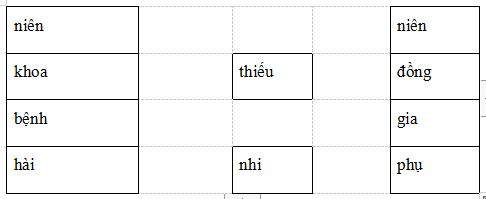 niên niên
khoa thiếu đồng
bệnh gia
hài nhi phụ